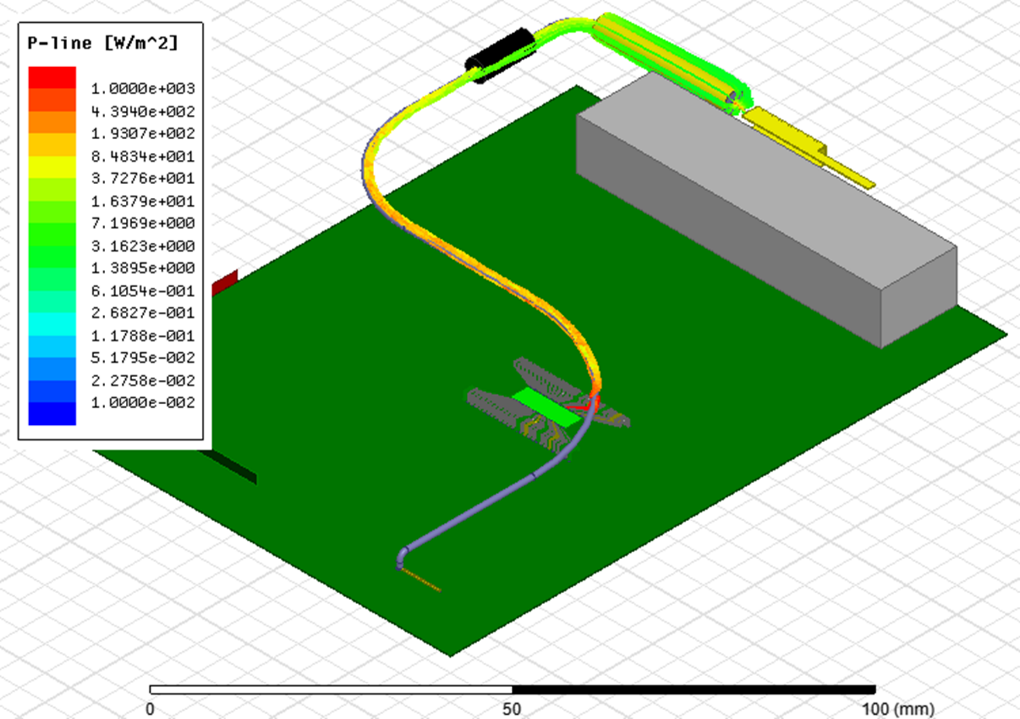 P-line [W/m^2]
1.0000e+003
4.3940e+002
1.9307e+002
8.4834e+001
3.7276e+001
1.6379e+001
7.1969e+000
3.1623e+000
1.3895e+000
6.1054e-001
2.6827e-001
1.1788e-001
5.1795e-002
2.2758e-002
1.0000e-002
0 50 100 (mm)